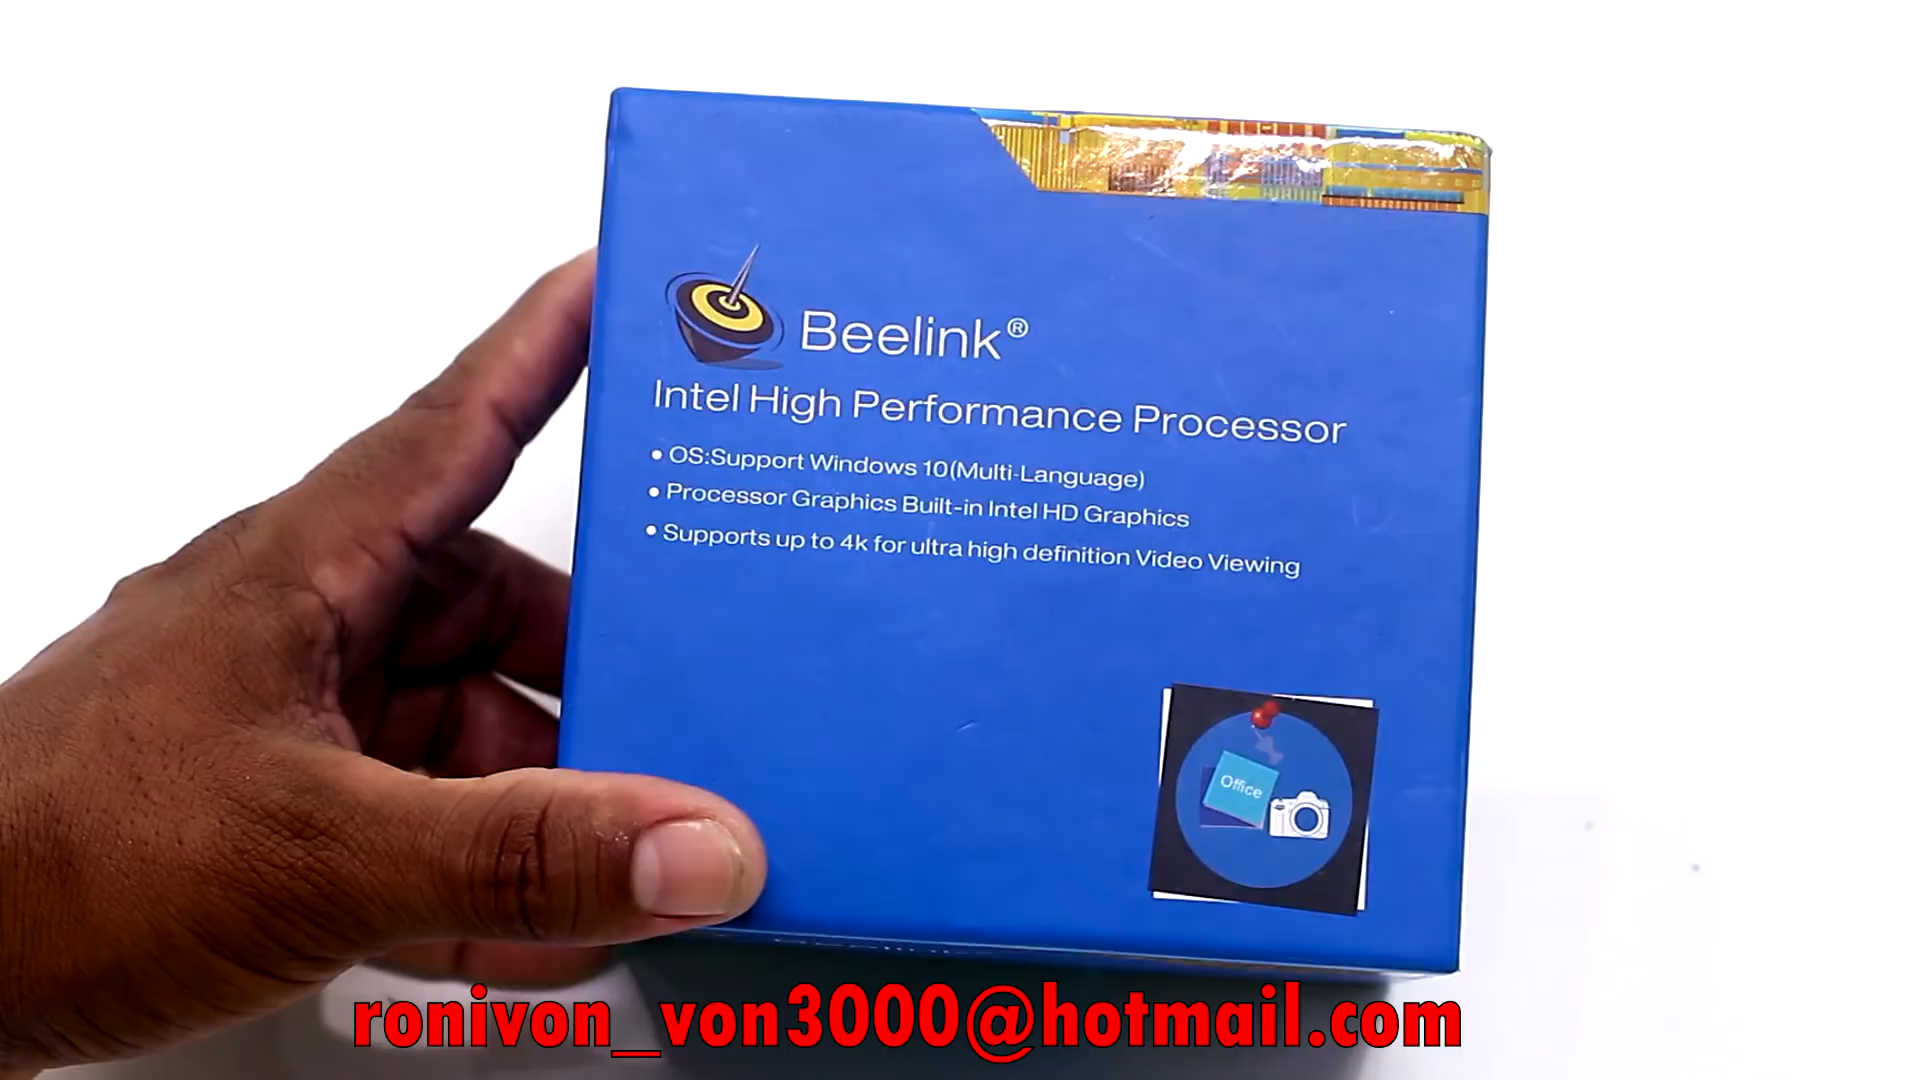 Beelink®
Intel High Performance Processor
• OS:Support Windows 10(Multi-Language)
• Processor Graphics Built-in Intel HD Graphics
• Supports up to 4k for ultra high definition Video Viewing
Office
ronivon_von3000@hotmail.com